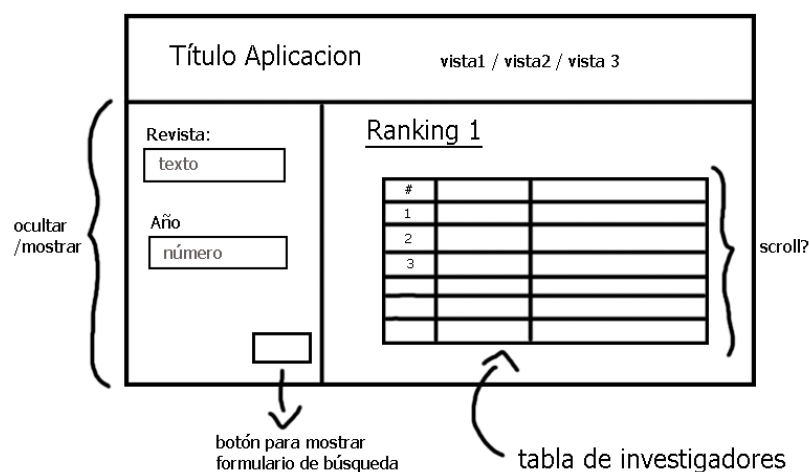 Título Aplicacion
vista1 / vista2 / vista 3
Revista:
texto
Año
número
ocultar
/mostrar
Ranking 1
#
1
2
3
scroll?
botón para mostrar
formulario de búsqueda
tabla de investigadores